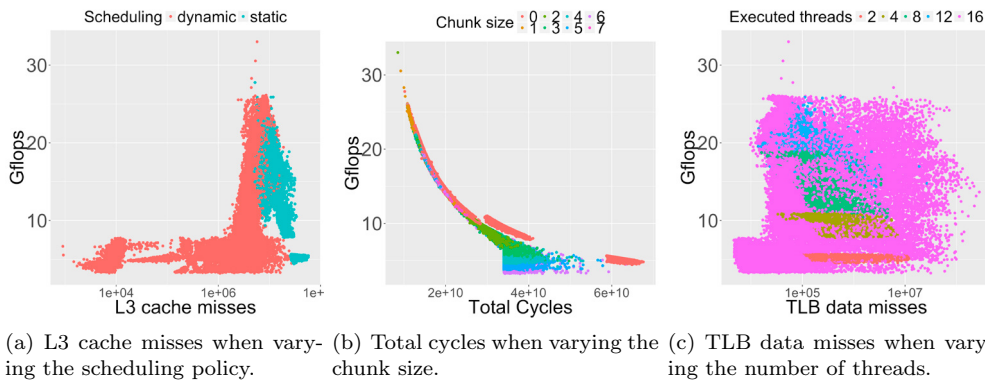 Scheduling dynamic static
Gflops
30
20
10
1e+04 1e+06 1e+
L3 cache misses
(a) L3 cache misses when vary-
ing the scheduling policy.
Chunk size 0 2 4 6
1 3 5 7
Gflops
30
20
10
2e+10 4e+10 6e+10
Total Cycles
(b) Total cycles when varying the
chunk size.
Executed threads 2 4 8 12 16
Gflops
30
20
10
1e+05 1e+07
TLB data misses
(c) TLB data misses when vary
ing the number of threads.